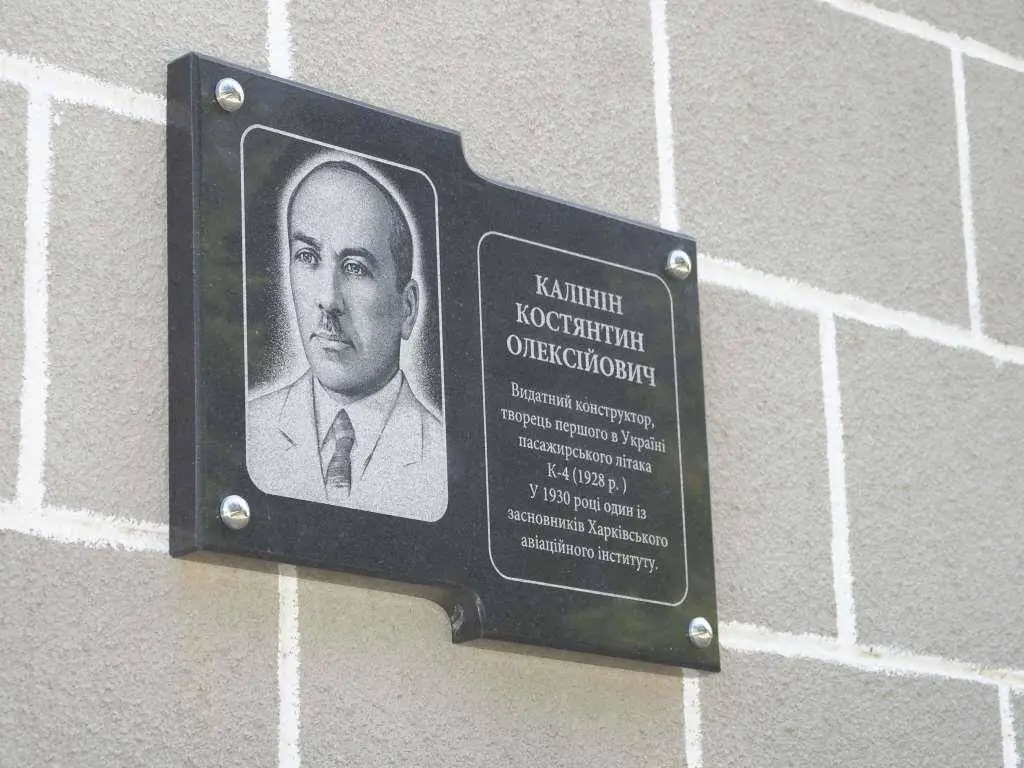 КАЛІНІН
КОСТЯНТИН
ОЛЕКСІЙОВИЧ
Видатний конструктор,
творець першого в Україні
пасажирського літака
К-4 (1928 р. )
У 1930 році один із
засновників Харківського
авіаційного інституту.